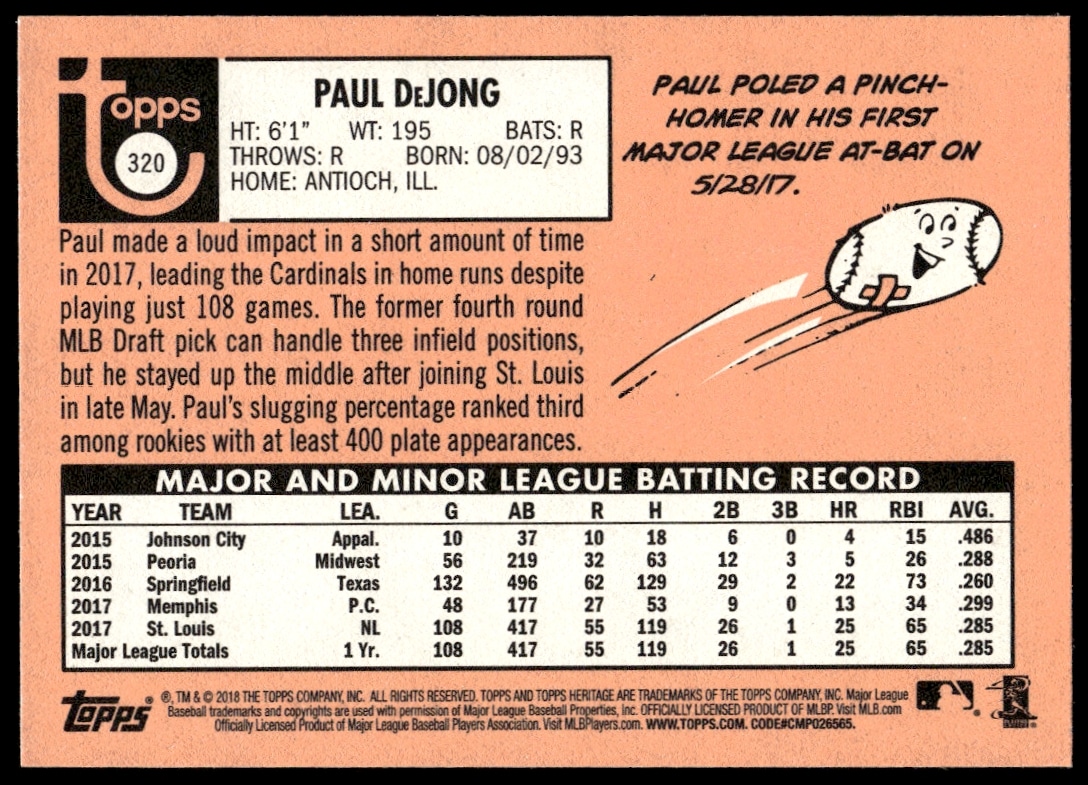 Topps
320
PAUL DeJONG
HT: 6'1" WT: 195 BATS: R
THROWS: R BORN: 08/02/93
HOME: ANTIOCH, ILL.
PAUL POLED A PINCH-
HOMER IN HIS FIRST
MAJOR LEAGUE AT-BAT ON
5/28/17.
Paul made a loud impact in a short amount of time
in 2017, leading the Cardinals in home runs despite
playing just 108 games. The former fourth round
MLB Draft pick can handle three infield positions,
but he stayed up the middle after joining St. Louis
in late May. Paul's slugging percentage ranked third
among rookies with at least 400 plate appearances.
MAJOR AND MINOR LEAGUE BATTING RECORD
YEAR TEAM LEA. G AB R H 2B 3B HR RBI AVG.
2015 Johnson City Appal. 10 37 10 18 6 0 4 15 .486
2015 Peoria Midwest 56 219 32 63 12 3 5 26 .288
2016 Springfield Texas 132 496 62 129 29 2 22 73 .260
2017 Memphis P.C. 48 177 27 53 9 0 13 34 .299
2017 St. Louis NL 108 417 55 119 26 1 25 65 .285
Major League Totals 1 Yr. 108 417 55 119 26 1 25 65 .285
TOPPS® ®, TM & © 2018 THE TOPPS COMPANY, INC. ALL RIGHTS RESERVED. TOPPS AND TOPPS HERITAGE ARE TRADEMARKS OF THE TOPPS COMPANY, INC. Major League
Baseball trademarks and copyrights are used with permission of Major League Baseball Properties, Inc. OFFICIALLY LICENSED PRODUCT OF MLBP. Visit MLB.com
Officially Licensed Product of Major League Baseball Players Association. Visit MLBPlayers.com. WWW.TOPPS.COM. CODE#CMP026565.